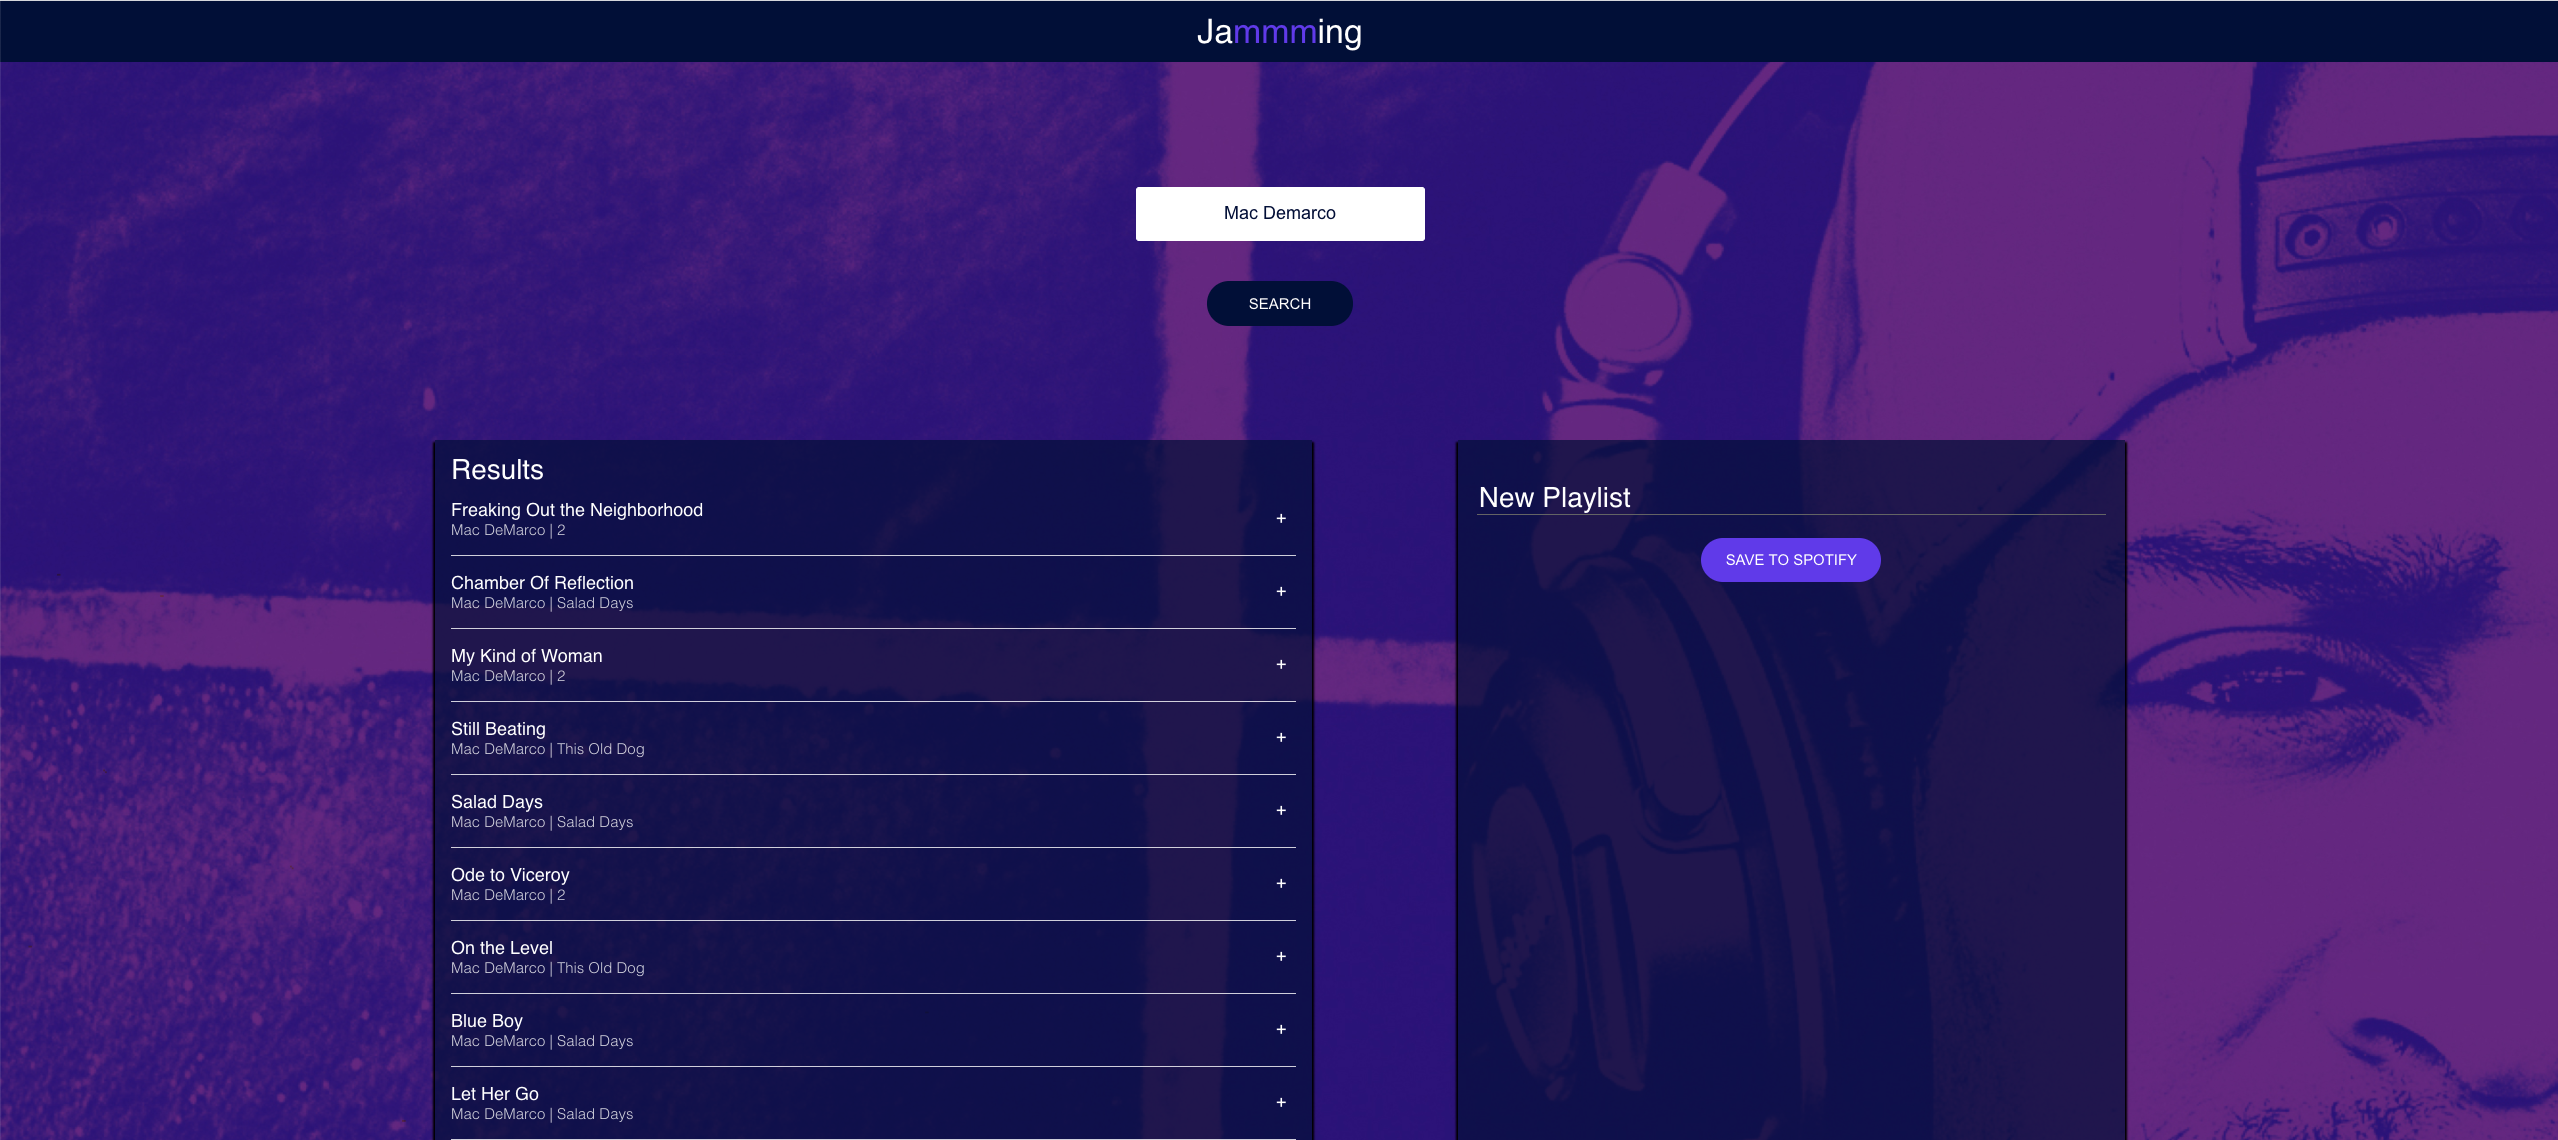 Jammming
Mac Demarco
SEARCH
Results
Freaking Out the Neighborhood
Mac DeMarco | 2
+
Chamber Of Reflection
Mac DeMarco | Salad Days
+
My Kind of Woman
Mac DeMarco | 2
+
Still Beating
Mac DeMarco | This Old Dog
+
Salad Days
Mac DeMarco | Salad Days
+
Ode to Viceroy
Mac DeMarco | 2
+
On the Level
Mac DeMarco | This Old Dog
+
Blue Boy
Mac DeMarco | Salad Days
+
Let Her Go
Mac DeMarco | Salad Days
+
New Playlist
SAVE TO SPOTIFY